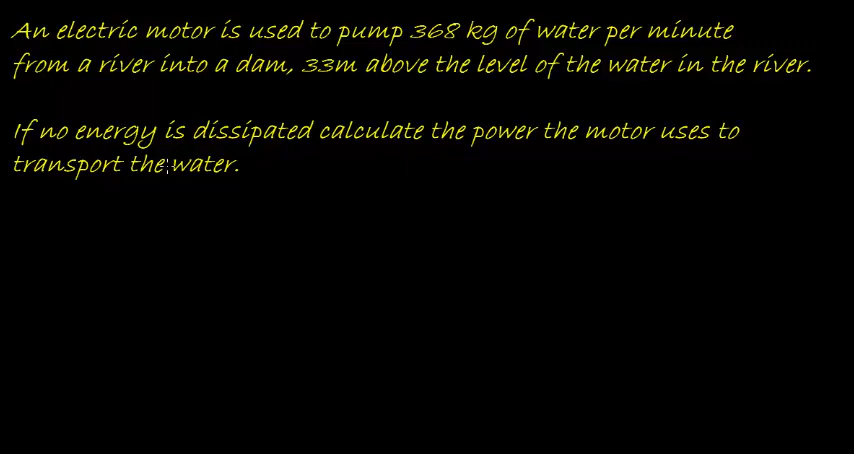 An electric motor is used to pump 368 kg of water per minute
from a river into a dam, 33m above the level of the water in the river.
If no energy is dissipated calculate the power the motor uses to
transport the water.